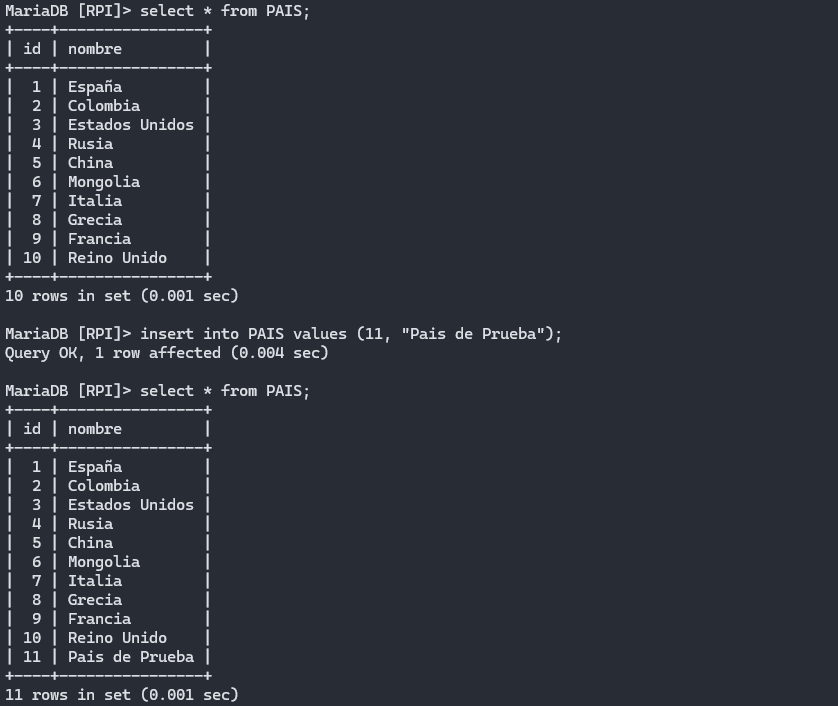 MariaDB [RPI]> select * from PAIS;
+----+----------------+
| id | nombre         |
+----+----------------+
|  1 | España         |
|  2 | Colombia       |
|  3 | Estados Unidos |
|  4 | Rusia          |
|  5 | China          |
|  6 | Mongolia       |
|  7 | Italia         |
|  8 | Grecia         |
|  9 | Francia        |
| 10 | Reino Unido    |
+----+----------------+
10 rows in set (0.001 sec)

MariaDB [RPI]> insert into PAIS values (11, "Pais de Prueba");
Query OK, 1 row affected (0.004 sec)

MariaDB [RPI]> select * from PAIS;
+----+----------------+
| id | nombre         |
+----+----------------+
|  1 | España         |
|  2 | Colombia       |
|  3 | Estados Unidos |
|  4 | Rusia          |
|  5 | China          |
|  6 | Mongolia       |
|  7 | Italia         |
|  8 | Grecia         |
|  9 | Francia        |
| 10 | Reino Unido    |
| 11 | Pais de Prueba |
+----+----------------+
11 rows in set (0.001 sec)